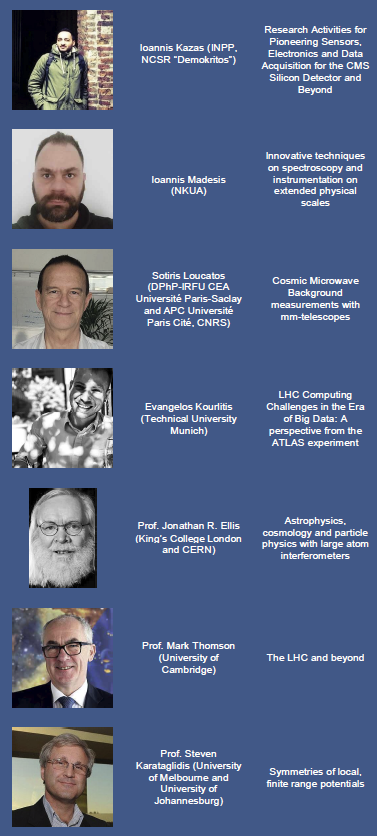 Ioannis Kazas (INPP,
NCSR "Demokritos")
Research Activities for
Pioneering Sensors,
Electronics and Data
Acquisition for the CMS
Silicon Detector and
Beyond
Ioannis Madesis
(NKUA)
Innovative techniques
on spectroscopy and
instrumentation on
extended physical
scales
Sotiris Loucatos
(DPhP-IRFU CEA
Université Paris-Saclay
and APC Université
Paris Cité, CNRS)
Cosmic Microwave
Background
measurements with
mm-telescopes
Evangelos Kourlitis
(Technical University
Munich)
LHC Computing
Challenges in the Era
of Big Data: A
perspective from the
ATLAS experiment
Prof. Jonathan R. Ellis
(King's College London
and CERN)
Astrophysics,
cosmology and particle
physics with large atom
interferometers
Prof. Mark Thomson
(University of
Cambridge)
The LHC and beyond
Prof. Steven
Karataglidis (University
of Melbourne and
University of
Johannesburg)
Symmetries of local,
finite range potentials